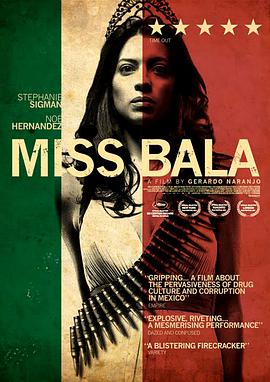 TIME OUT
STEPHANIE
SIGMAN
NOE
HERNANDEZ
MISS BALA
A FILM BY GERARDO NARANJO
"GRIPPING... A FILM ABOUT
THE PERVASIVENESS OF DRUG
CULTURE AND CORRUPTION
IN MEXICO"
EMPIRE
"EXPLOSIVE, RIVETING...
A MESMERISING PERFORMANCE"
DAZED AND CONFUSED
"A BLISTERING FIRECRACKER"
VARIETY